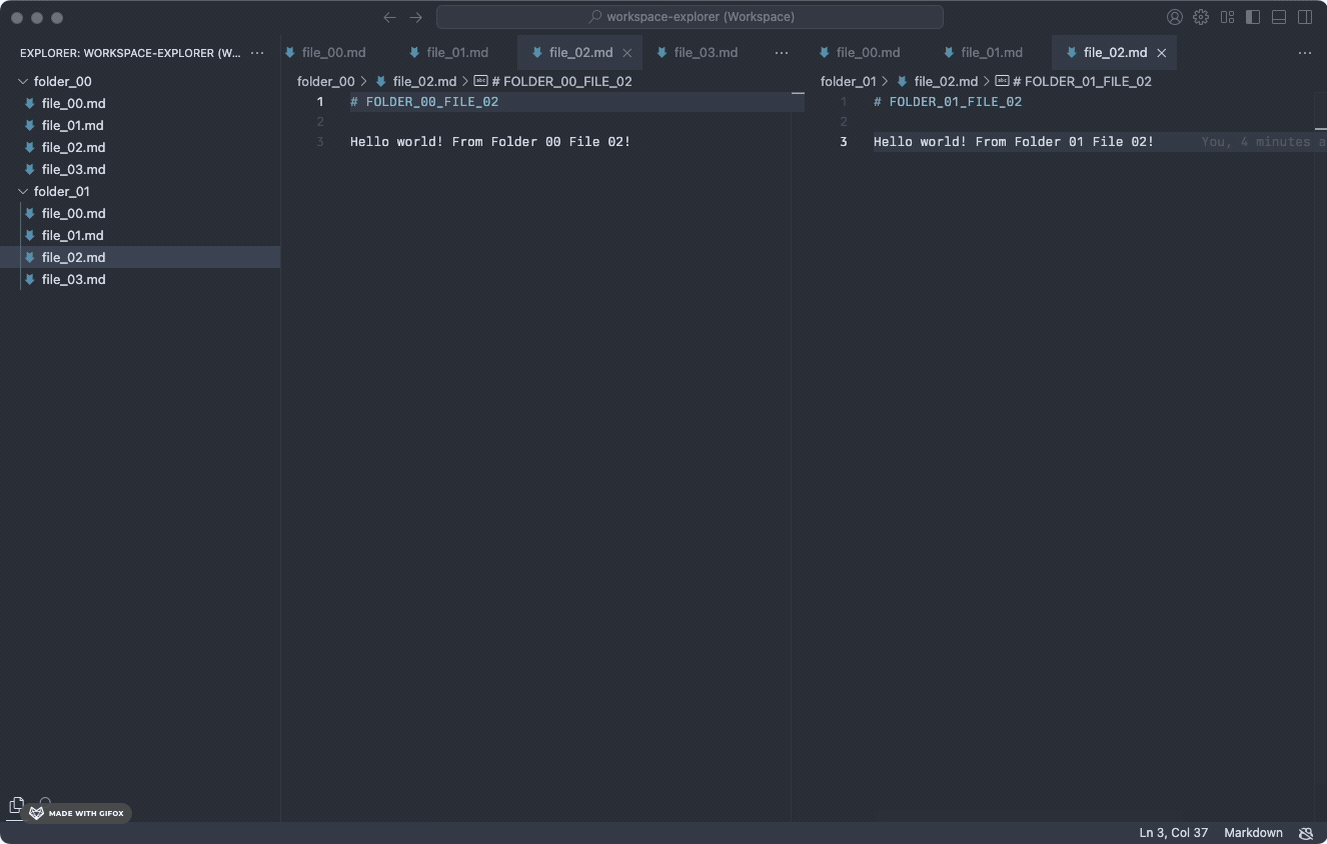 workspace-explorer (Workspace)
EXPLORER: WORKSPACE-EXPLORER (W... ···
folder_00
file_00.md
file_01.md
file_02.md
file_03.md
folder_01
file_00.md
file_01.md
file_02.md
file_03.md
file_00.md file_01.md file_02.md file_03.md ···
folder_00 > file_02.md > abc # FOLDER_00_FILE_02
1 # FOLDER_00_FILE_02
2
3 Hello world! From Folder 00 File 02!
file_00.md file_01.md file_02.md ···
folder_01 > file_02.md > abc # FOLDER_01_FILE_02
1 # FOLDER_01_FILE_02
2
3 Hello world! From Folder 01 File 02! You, 4 minutes a
MADE WITH GIFOX
Ln 3, Col 37 Markdown